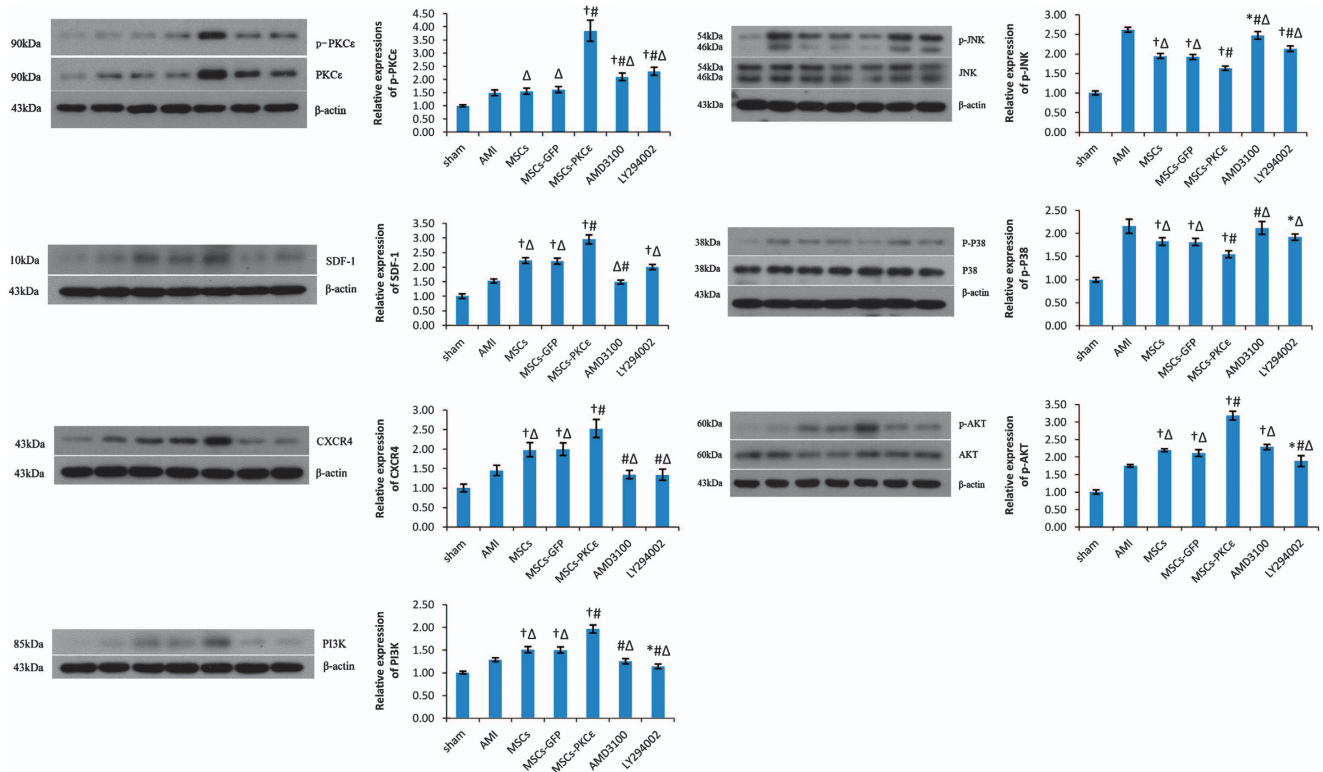 90kDa
p-PKCε
90kDa
PKCε
43kDa
β-actin
Relative expressions
of p-PKCε
4.50
4.00
3.50
3.00
2.50
2.00
1.50
1.00
0.50
0.00
Δ
Δ
†#
†#Δ
†#Δ
sham
AMI
MSCs
MSCs-GFP
MSCs-PKCε
AMD3100
LY294002
54kDa
46kDa
p-JNK
54kDa
46kDa
JNK
43kDa
β-actin
Relative expression
of p-JNK
3.00
2.50
2.00
1.50
1.00
0.50
0.00
†Δ
†Δ
†#
*#Δ
†#Δ
sham
AMI
MSCs
MSCs-GFP
MSCs-PKCε
AMD3100
LY294002
10kDa
SDF-1
43kDa
β-actin
Relative expression
of SDF-1
3.50
3.00
2.50
2.00
1.50
1.00
0.50
0.00
†Δ
†Δ
†#
Δ#
†Δ
sham
AMI
MSCs
MSCs-GFP
MSCs-PKCε
AMD3100
LY294002
38kDa
P-P38
38kDa
P38
43kDa
β-actin
Relative expression
of p-P38
2.50
2.00
1.50
1.00
0.50
0.00
†Δ
†Δ
†#
#Δ
*Δ
sham
AMI
MSCs
MSCs-GFP
MSCs-PKCε
AMD3100
LY294002
43kDa
CXCR4
43kDa
β-actin
Relative expression
of CXCR4
3.00
2.50
2.00
1.50
1.00
0.50
0.00
†Δ
†Δ
†#
#Δ
#Δ
sham
AMI
MSCs
MSCs-GFP
MSCs-PKCε
AMD3100
LY294002
60kDa
p-AKT
60kDa
AKT
43kDa
β-actin
Relative expression
of p-AKT
3.50
3.00
2.50
2.00
1.50
1.00
0.50
0.00
†Δ
†Δ
†#
†Δ
*#Δ
sham
AMI
MSCs
MSCs-GFP
MSCs-PKCε
AMD3100
LY294002
85kDa
PI3K
43kDa
β-actin
Relative expression
of PI3K
2.50
2.00
1.50
1.00
0.50
0.00
†Δ
†Δ
†#
#Δ
*#Δ
sham
AMI
MSCs
MSCs-GFP
MSCs-PKCε
AMD3100
LY294002